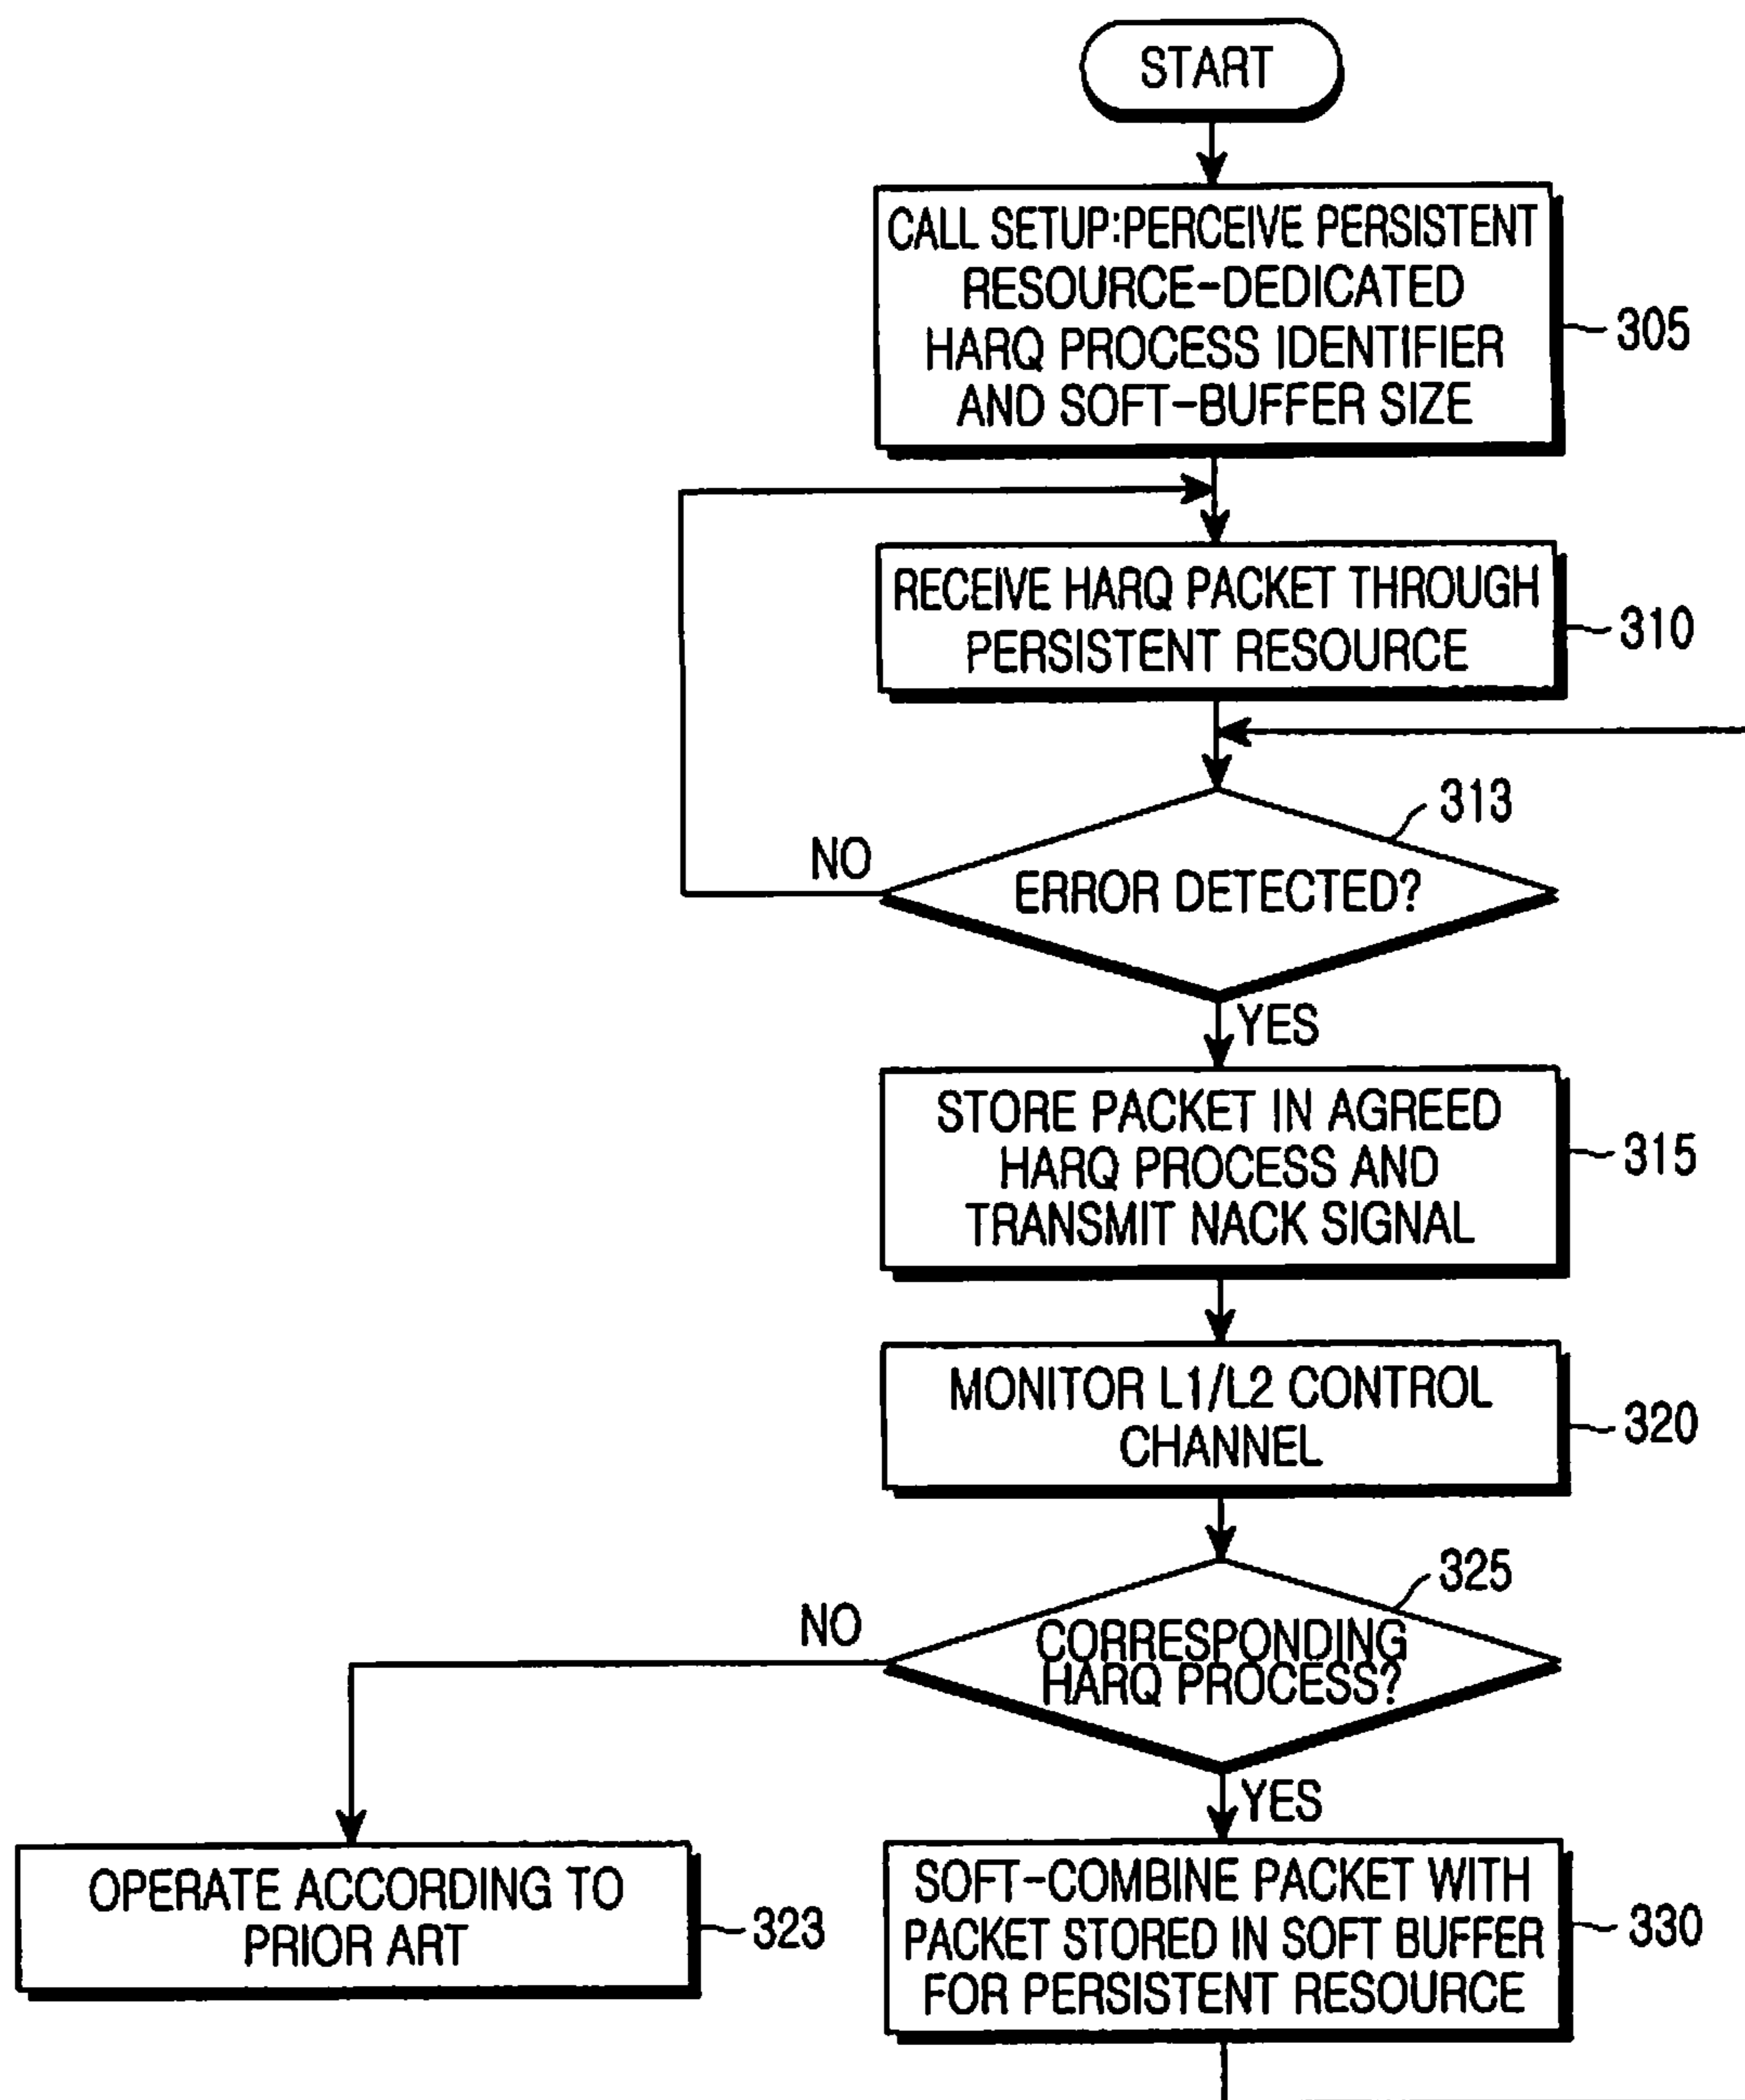 START
CALL SETUP:PERCEIVE PERSISTENT
RESOURCE-DEDICATED
HARQ PROCESS IDENTIFIER
AND SOFT-BUFFER SIZE
305
RECEIVE HARQ PACKET THROUGH
PERSISTENT RESOURCE
310
313
NO
ERROR DETECTED?
YES
STORE PACKET IN AGREED
HARQ PROCESS AND
TRANSMIT NACK SIGNAL
315
MONITOR L1/L2 CONTROL
CHANNEL
320
325
NO
CORRESPONDING
HARQ PROCESS?
YES
OPERATE ACCORDING TO
PRIOR ART
323
SOFT-COMBINE PACKET WITH
PACKET STORED IN SOFT BUFFER
FOR PERSISTENT RESOURCE
330